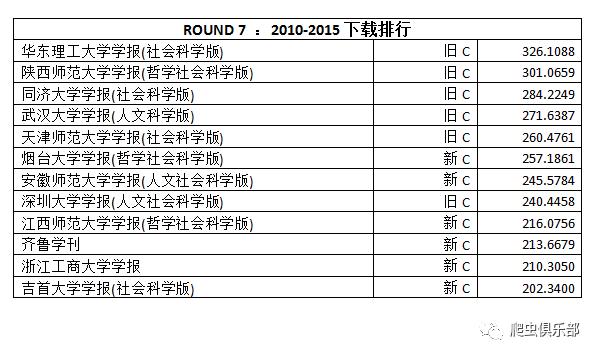 ROUND 7 ：2010-2015下载排行
华东理工大学学报(社会科学版) 旧 C 326.1088
陕西师范大学学报(哲学社会科学版) 旧 C 301.0659
同济大学学报(社会科学版) 旧 C 284.2249
武汉大学学报(人文科学版) 旧 C 271.6387
天津师范大学学报(社会科学版) 旧 C 260.4761
烟台大学学报(哲学社会科学版) 新 C 257.1861
安徽师范大学学报(人文社会科学版) 新 C 245.5784
深圳大学学报(人文社会科学版) 旧 C 240.4458
江西师范大学学报(哲学社会科学版) 新 C 216.0756
齐鲁学刊 新 C 213.6679
浙江工商大学学报 新 C 210.3050
吉首大学学报(社会科学版) 新 C 202.3400
爬虫俱乐部